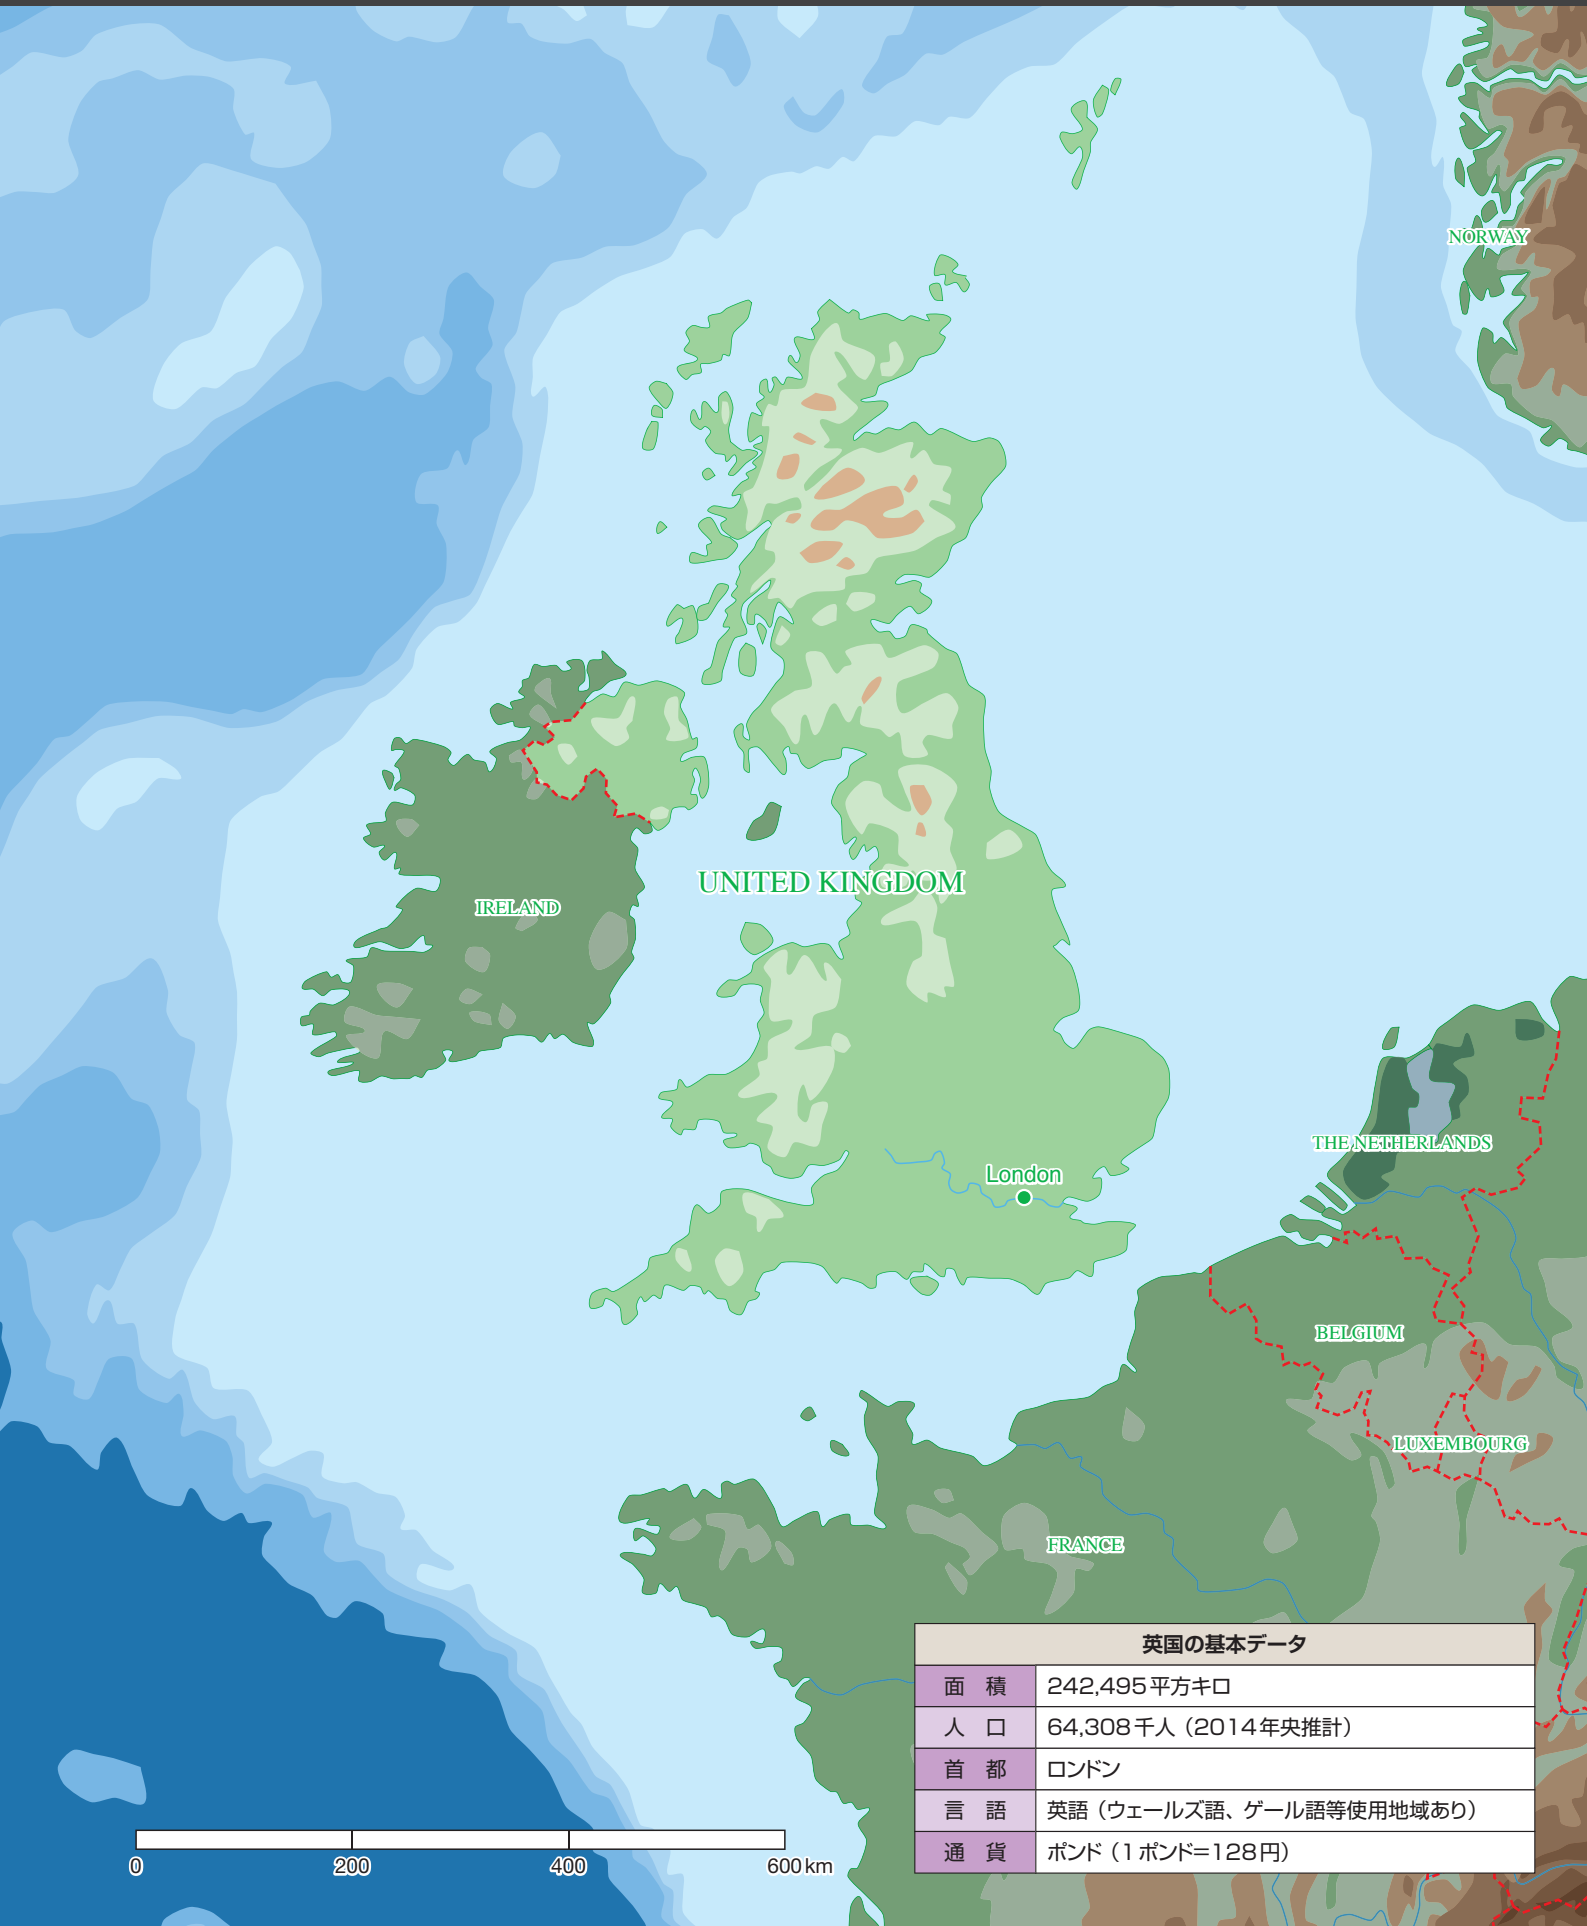 NORWAY
UNITED KINGDOM
IRELAND
THE NETHERLANDS
London
BELGIUM
LUXEMBOURG
FRANCE
英国の基本データ
面 積 242,495平方キロ
人 口 64,308千人（2014年央推計）
首 都 ロンドン
言 語 英語（ウェールズ語、ゲール語等使用地域あり）
通 貨 ポンド（1ポンド=128円）
0 200 400 600km